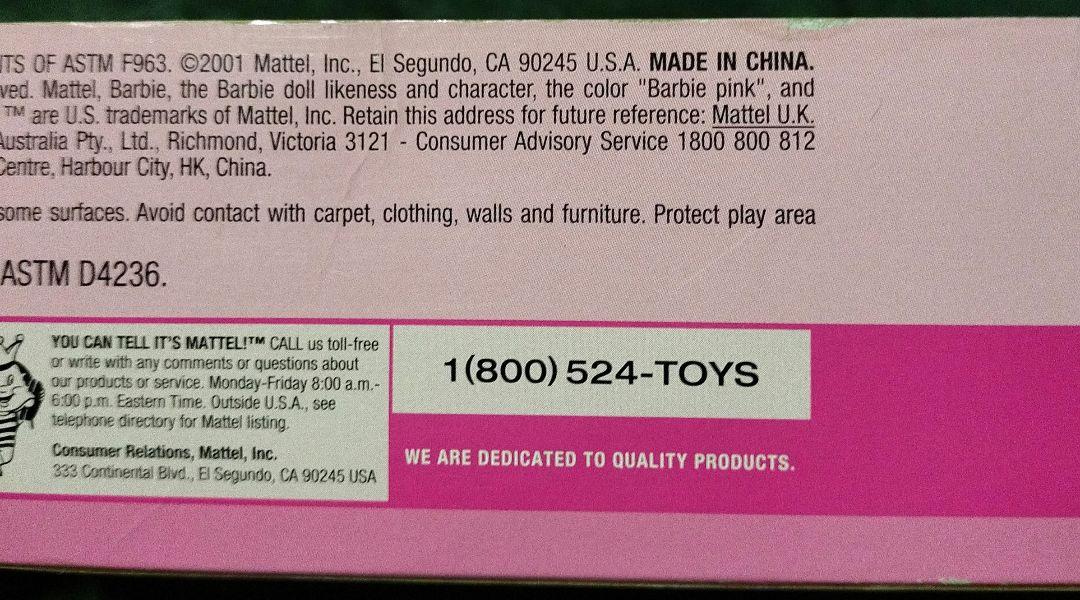 TS OF ASTM F963. ©2001 Mattel, Inc., El Segundo, CA 90245 U.S.A. MADE IN CHINA.
ved. Mattel, Barbie, the Barbie doll likeness and character, the color "Barbie pink", and
™ are U.S. trademarks of Mattel, Inc. Retain this address for future reference: Mattel U.K.
Australia Pty., Ltd., Richmond, Victoria 3121 - Consumer Advisory Service 1800 800 812
Centre, Harbour City, HK, China.
some surfaces. Avoid contact with carpet, clothing, walls and furniture. Protect play area
ASTM D4236.
YOU CAN TELL IT'S MATTEL!™ CALL us toll-free
or write with any comments or questions about
our products or service. Monday-Friday 8:00 a.m.-
6:00 p.m. Eastern Time. Outside U.S.A., see
telephone directory for Mattel listing.
Consumer Relations, Mattel, Inc.
333 Continental Blvd., El Segundo, CA 90245 USA
1(800) 524-TOYS
WE ARE DEDICATED TO QUALITY PRODUCTS.